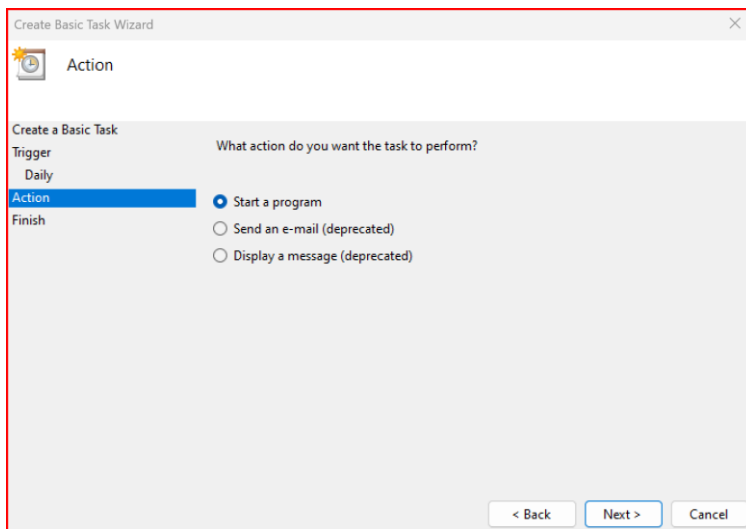 Create Basic Task Wizard
Action
Create a Basic Task
Trigger
Daily
Action
Finish
What action do you want the task to perform?
Start a program
Send an e-mail (deprecated)
Display a message (deprecated)
< Back
Next >
Cancel